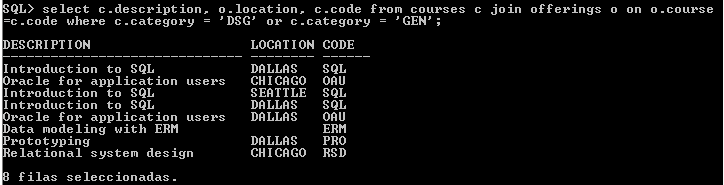 SQL> select c.description, o.location, c.code from courses c join offerings o on o.course
=c.code where c.category = 'DSG' or c.category = 'GEN';
DESCRIPTION LOCATION CODE
------------------------------ -------- ------
Introduction to SQL DALLAS SQL
Oracle for application users CHICAGO OAU
Introduction to SQL SEATTLE SQL
Introduction to SQL DALLAS SQL
Oracle for application users DALLAS OAU
Data modeling with ERM ERM
Prototyping DALLAS PRO
Relational system design CHICAGO RSD
8 filas seleccionadas.